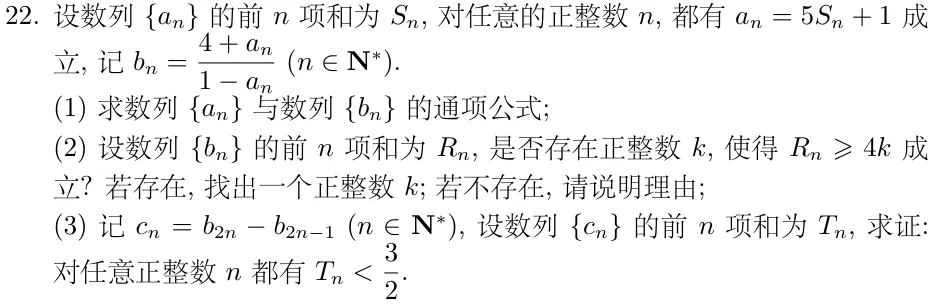 22. 设数列 {aₙ} 的前 n 项和为 Sₙ, 对任意的正整数 n, 都有 aₙ = 5Sₙ + 1 成
立, 记 bₙ = (4 + aₙ)/(1 − aₙ) (n ∈ N*).
(1) 求数列 {aₙ} 与数列 {bₙ} 的通项公式;
(2) 设数列 {bₙ} 的前 n 项和为 Rₙ, 是否存在正整数 k, 使得 Rₙ ⩾ 4k 成
立? 若存在, 找出一个正整数 k; 若不存在, 请说明理由;
(3) 记 cₙ = b₂ₙ − b₂ₙ₋₁ (n ∈ N*), 设数列 {cₙ} 的前 n 项和为 Tₙ, 求证:
对任意正整数 n 都有 Tₙ < 3/2.